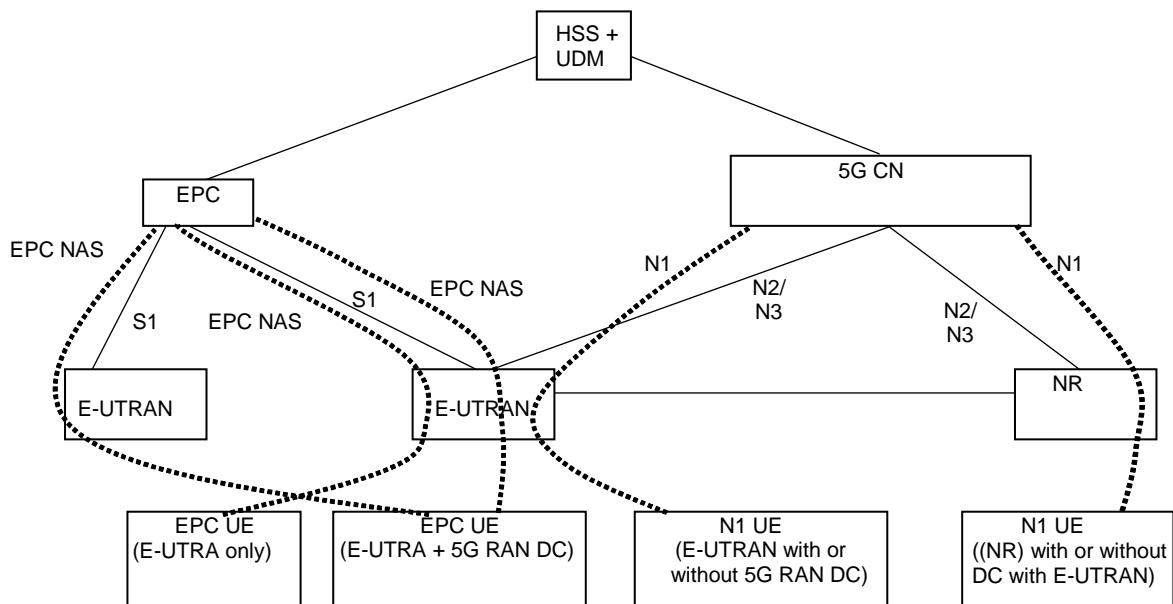 HSS +
UDM
5G CN
EPC
EPC NAS
N1
N1
S1
EPC NAS
N2/
N3
S1
EPC NAS
N2/
N3
E-UTRAN
E-UTRAN
NR
EPC UE
(E-UTRA only)
EPC UE
(E-UTRA + 5G RAN DC)
N1 UE
(E-UTRAN with or
without 5G RAN DC)
N1 UE
((NR) with or without
DC with E-UTRAN)